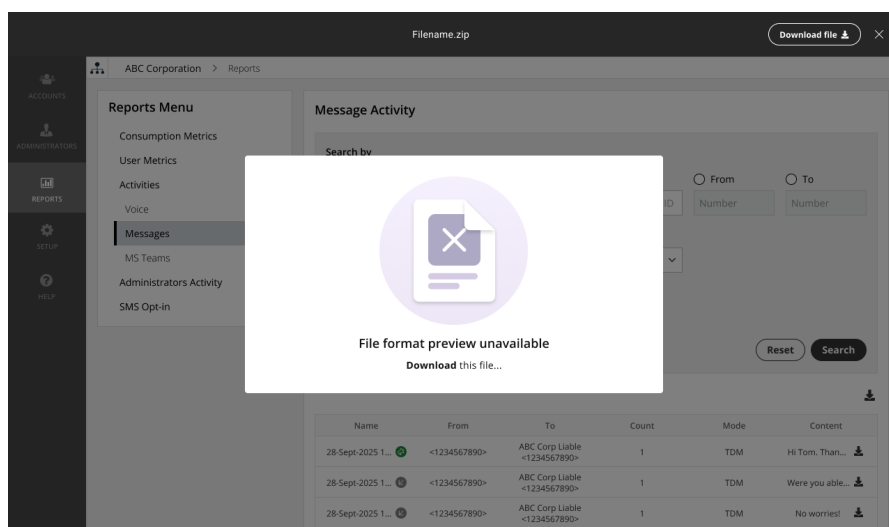 Filename.zip
Download file
ABC Corporation > Reports
ACCOUNTS
ADMINISTRATORS
REPORTS
SETUP
HELP
Reports Menu
Consumption Metrics
User Metrics
Activities
Voice
Messages
MS Teams
Administrators Activity
SMS Opt-in
Message Activity
Search by
From
To
ID
Number
Number
File format preview unavailable
Download this file...
Reset
Search
Name From To Count Mode Content
28-Sept-2025 1... <1234567890> ABC Corp Liable <1234567890> 1 TDM Hi Tom. Than...
28-Sept-2025 1... <1234567890> ABC Corp Liable <1234567890> 1 TDM Were you able...
28-Sept-2025 1... <1234567890> ABC Corp Liable <1234567890> 1 TDM No worries!